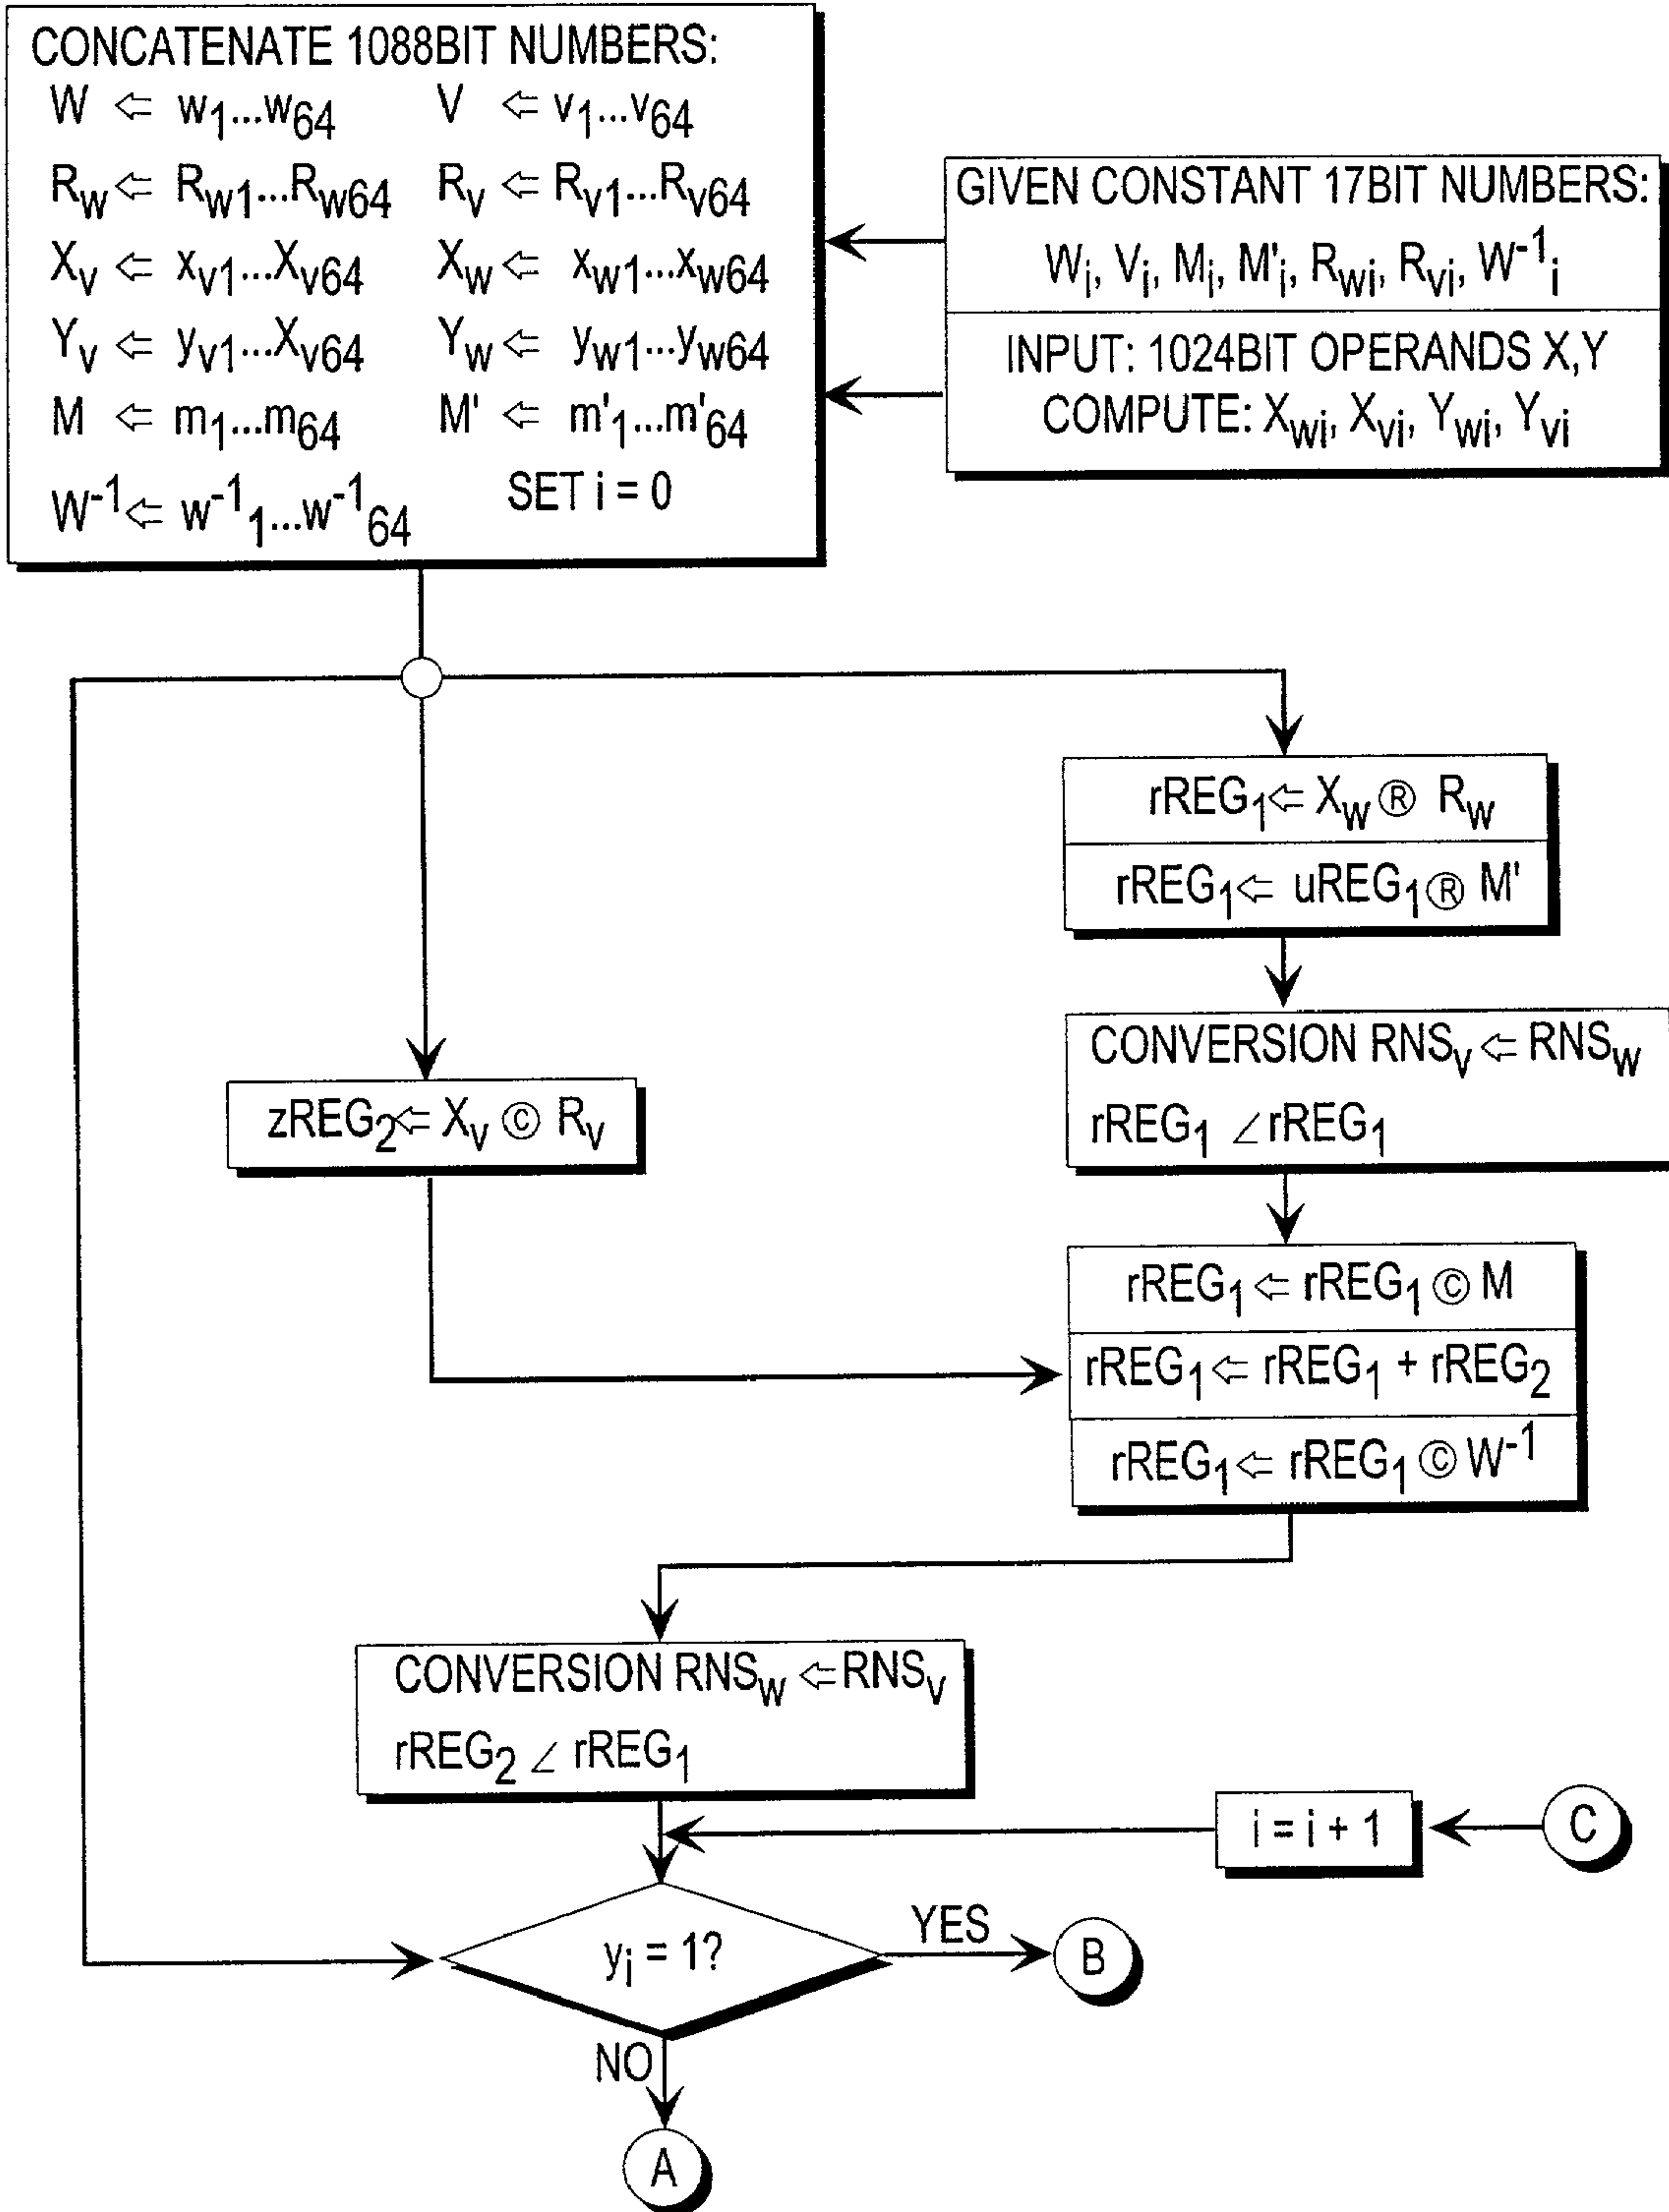 CONCATENATE 1088BIT NUMBERS:
W ⇐ w1...w64 V ⇐ v1...v64
Rw ⇐ Rw1...Rw64 Rv ⇐ Rv1...Rv64
Xv ⇐ xv1...Xv64 Xw ⇐ xw1...xw64
Yv ⇐ yv1...Xv64 Yw ⇐ yw1...yw64
M ⇐ m1...m64 M' ⇐ m'1...m'64
W-1 ⇐ w-11...w-164 SET i = 0
GIVEN CONSTANT 17BIT NUMBERS:
Wi, Vi, Mi, M'i, Rwi, Rvi, W-1i
INPUT: 1024BIT OPERANDS X,Y
COMPUTE: Xwi, Xvi, Ywi, Yvi
rREG1 ⇐ Xw Ⓡ Rw
rREG1 ⇐ uREG1 Ⓡ M'
CONVERSION RNSv ⇐ RNSw
rREG1 ∠ rREG1
zREG2 ⇐ Xv © Rv
rREG1 ⇐ rREG1 © M
rREG1 ⇐ rREG1 + rREG2
rREG1 ⇐ rREG1 © W-1
CONVERSION RNSw ⇐ RNSv
rREG2 ∠ rREG1
i = i + 1
C
yi = 1?
YES
B
NO
A